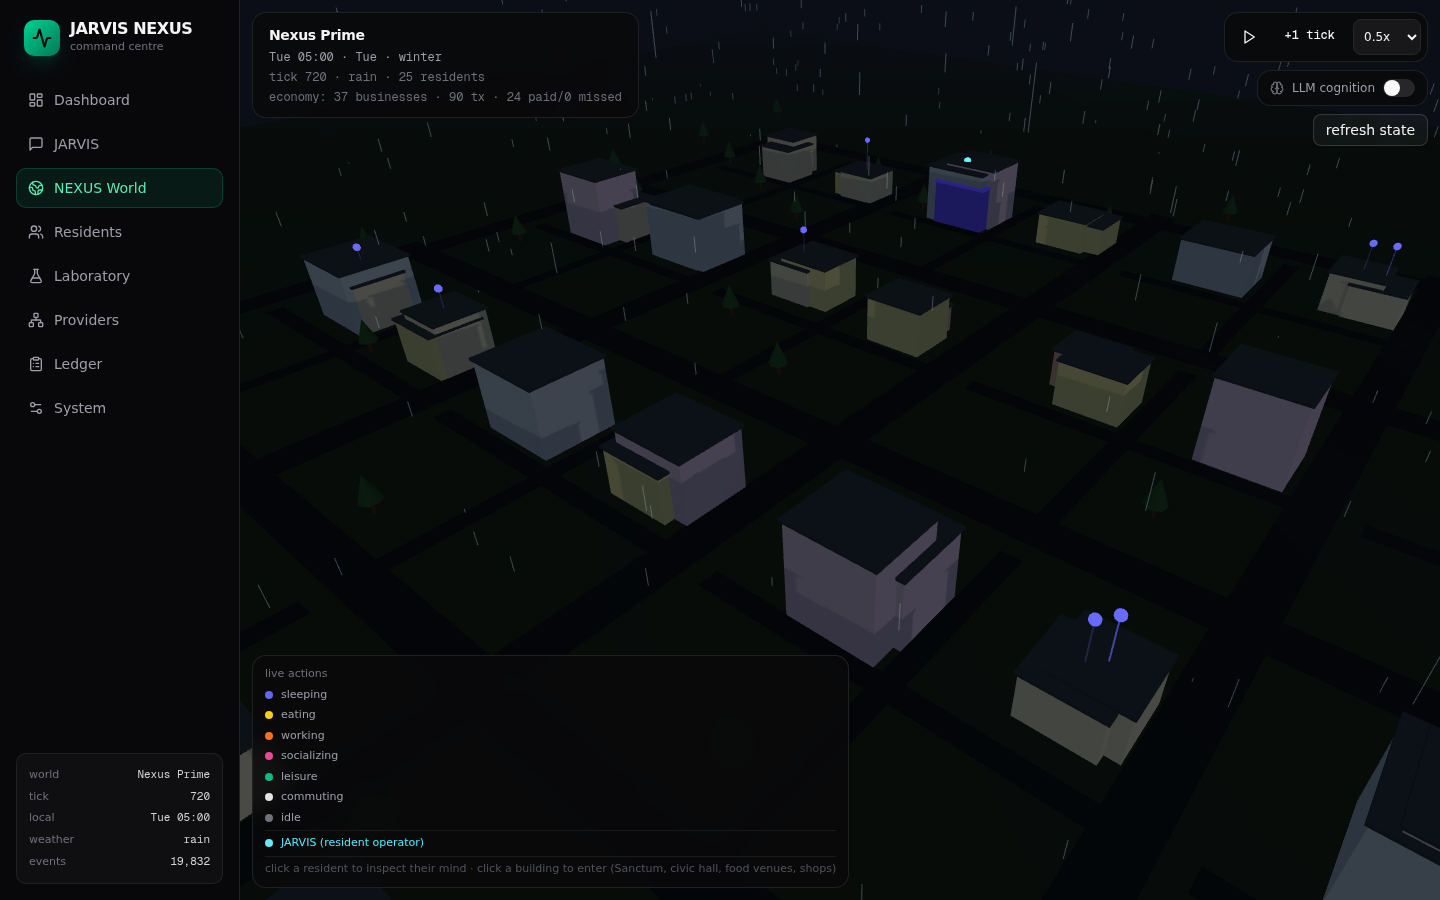 JARVIS NEXUS
command centre
Dashboard
JARVIS
NEXUS World
Residents
Laboratory
Providers
Ledger
System
world Nexus Prime
tick 720
local Tue 05:00
weather rain
events 19,832
Nexus Prime
Tue 05:00 · Tue · winter
tick 720 · rain · 25 residents
economy: 37 businesses · 90 tx · 24 paid/0 missed
+1 tick
0.5x
LLM cognition
refresh state
live actions
sleeping
eating
working
socializing
leisure
commuting
idle
JARVIS (resident operator)
click a resident to inspect their mind · click a building to enter (Sanctum, civic hall, food venues, shops)